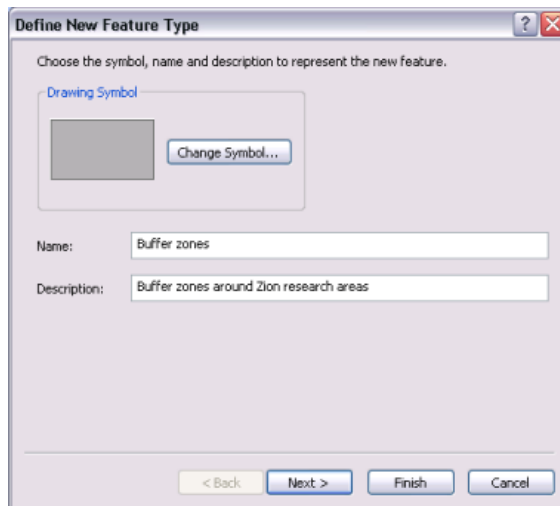 Define New Feature Type
?
Choose the symbol, name and description to represent the new feature.
Drawing Symbol
Change Symbol...
Name: Buffer zones
Description: Buffer zones around Zion research areas
< Back Next > Finish Cancel